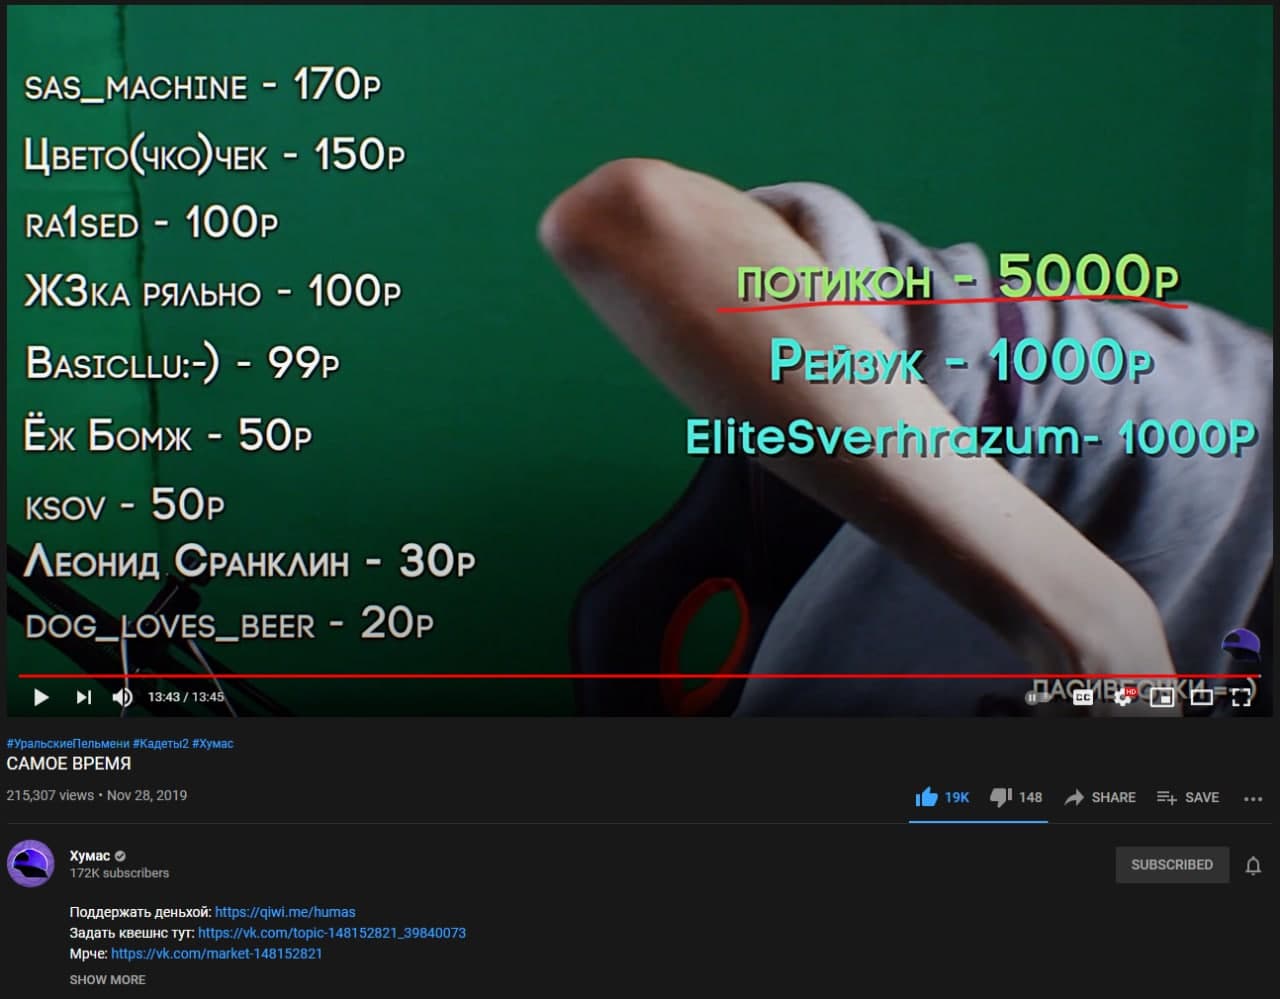 SAS_MACHINE - 170Р
Цвето(чко)чек - 150Р
RA1SED - 100Р
ЖЗка ряльно - 100Р
Basicllu:-) - 99Р
Ёж Бомж - 50Р
KSOV - 50Р
Леонид Сранклин - 30Р
DOG_LOVES_BEER - 20Р
ПОТИКОН - 5000Р
Рейзук - 1000Р
EliteSverhrazum- 1000Р
13:43 / 13:45
CC
HD
#УральскиеПельмени #Кадеты2 #Хумас
САМОЕ ВРЕМЯ
215,307 views • Nov 28, 2019
19K
148
SHARE
SAVE
Хумас
172K subscribers
SUBSCRIBED
Поддержать деньхой: https://qiwi.me/humas
Задать квешнс тут: https://vk.com/topic-148152821_39840073
Мрче: https://vk.com/market-148152821
SHOW MORE